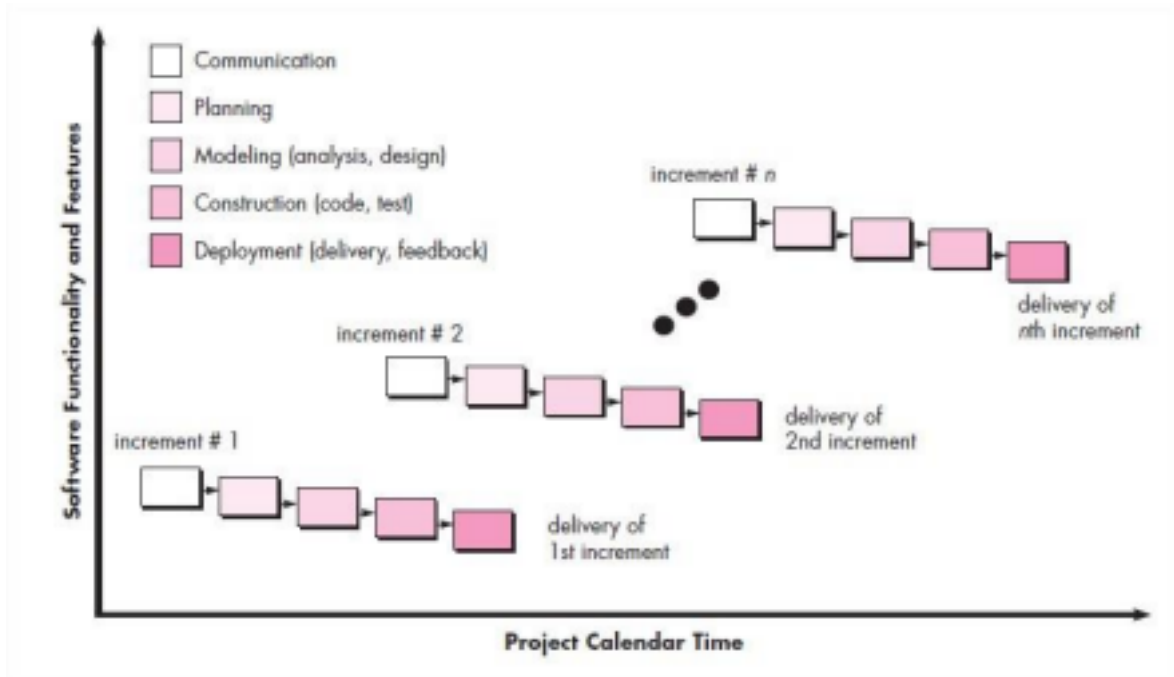 Software Functionality and Features
Communication
Planning
Modeling (analysis, design)
Construction (code, test)
Deployment (delivery, feedback)
increment # n
delivery of
nth increment
increment # 2
delivery of
2nd increment
increment # 1
delivery of
1st increment
Project Calendar Time